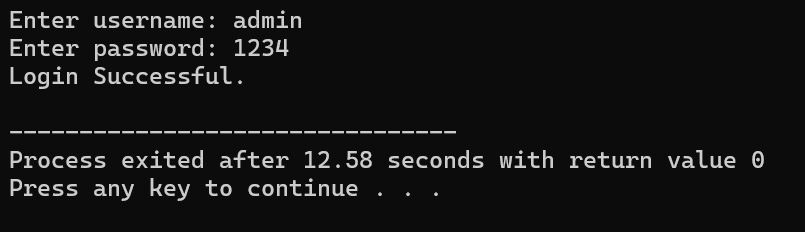 Enter username: admin
Enter password: 1234
Login Successful.
--------------------------------
Process exited after 12.58 seconds with return value 0
Press any key to continue . . .